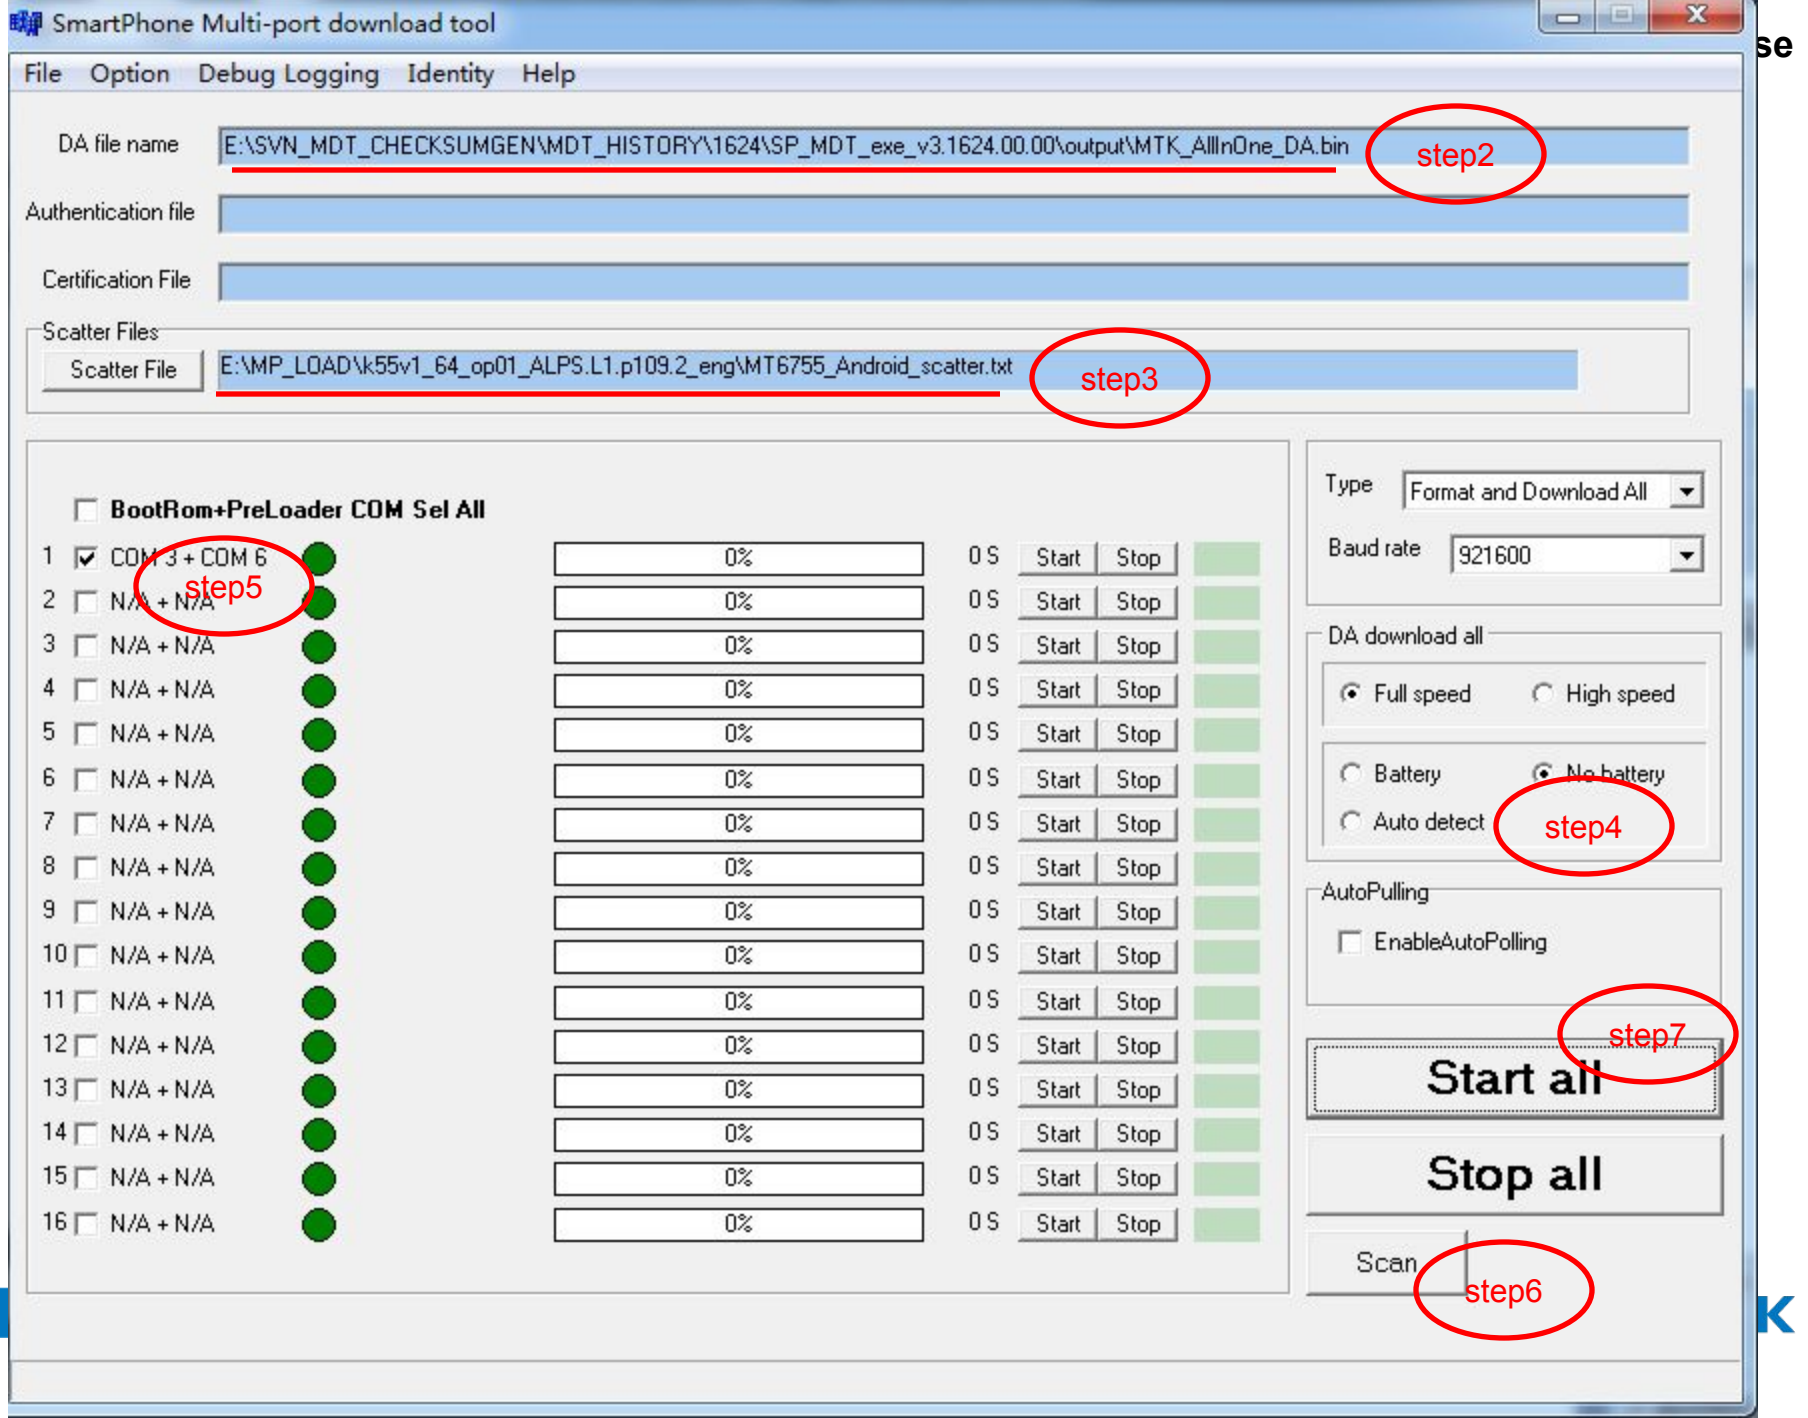 SmartPhone Multi-port download tool
se
File Option Debug Logging Identity Help
DA file name E:\SVN_MDT_CHECKSUMGEN\MDT_HISTORY\1624\SP_MDT_exe_v3.1624.00.00\output\MTK_AllInOne_DA.bin step2
Authentication file
Certification File
Scatter Files
Scatter File E:\MP_LOAD\k55v1_64_op01_ALPS.L1.p109.2_eng\MT6755_Android_scatter.txt step3
BootRom+PreLoader COM Sel All
1 COM 3 + COM 6 0% 0 S Start Stop
step5
2 N/A + N/A 0% 0 S Start Stop
3 N/A + N/A 0% 0 S Start Stop
4 N/A + N/A 0% 0 S Start Stop
5 N/A + N/A 0% 0 S Start Stop
6 N/A + N/A 0% 0 S Start Stop
7 N/A + N/A 0% 0 S Start Stop
8 N/A + N/A 0% 0 S Start Stop
9 N/A + N/A 0% 0 S Start Stop
10 N/A + N/A 0% 0 S Start Stop
11 N/A + N/A 0% 0 S Start Stop
12 N/A + N/A 0% 0 S Start Stop
13 N/A + N/A 0% 0 S Start Stop
14 N/A + N/A 0% 0 S Start Stop
15 N/A + N/A 0% 0 S Start Stop
16 N/A + N/A 0% 0 S Start Stop
Type Format and Download All
Baud rate 921600
DA download all
Full speed High speed
Battery No battery
Auto detect step4
AutoPulling
EnableAutoPolling
step7
Start all
Stop all
Scan
step6
K